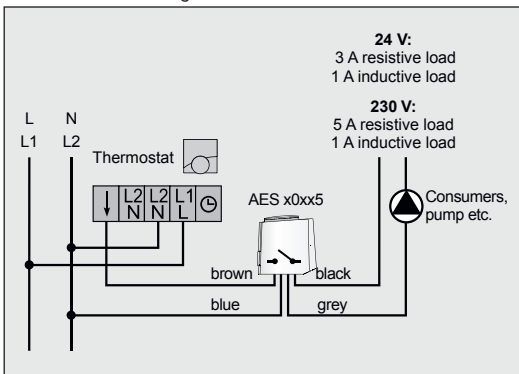 24 V:
3 A resistive load
1 A inductive load
230 V:
5 A resistive load
1 A inductive load
L N
L1 L2
Thermostat
L2 L2 L1
N N L
AES x0xx5
Consumers,
pump etc.
brown black
blue grey